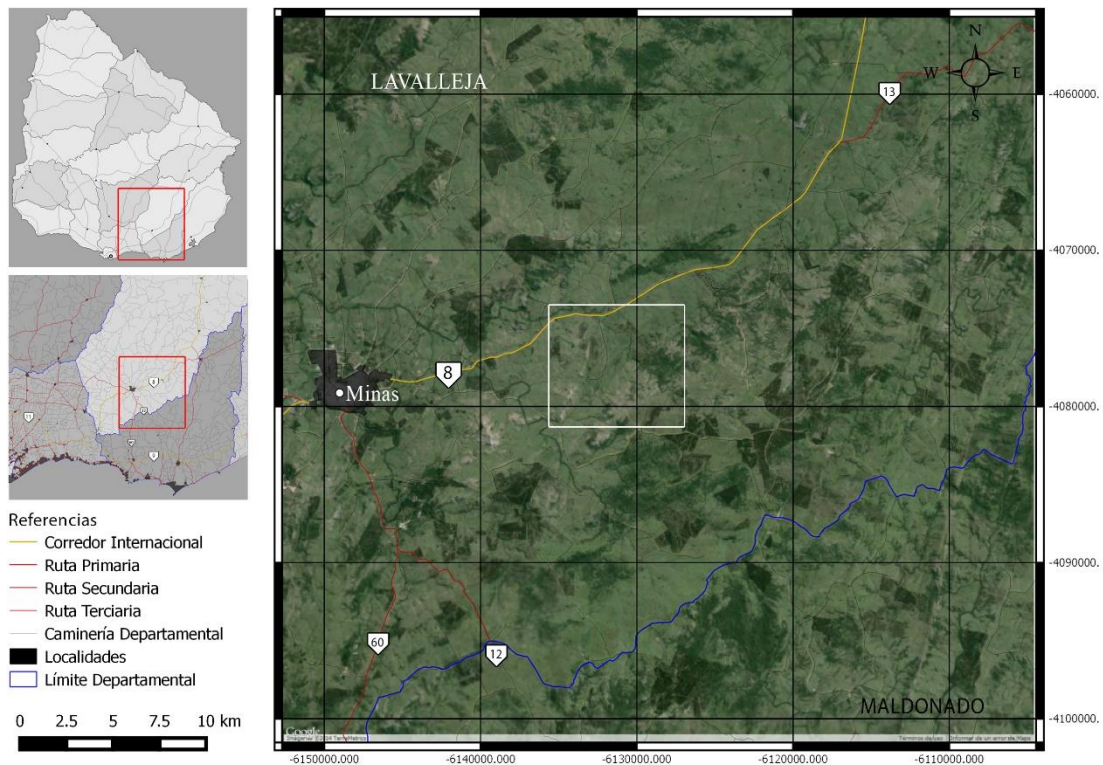 LAVALLEJA
N
W
E
S
13
-4060000.
-4070000.
8
Minas
-4080000.
-4090000.
60
12
MALDONADO
-4100000.
Google
-6150000.000
-6140000.000
-6130000.000
-6120000.000
-6110000.000
8
Referencias
Corredor Internacional
Ruta Primaria
Ruta Secundaria
Ruta Terciaria
Caminería Departamental
Localidades
Límite Departamental
0 2.5 5 7.5 10 km